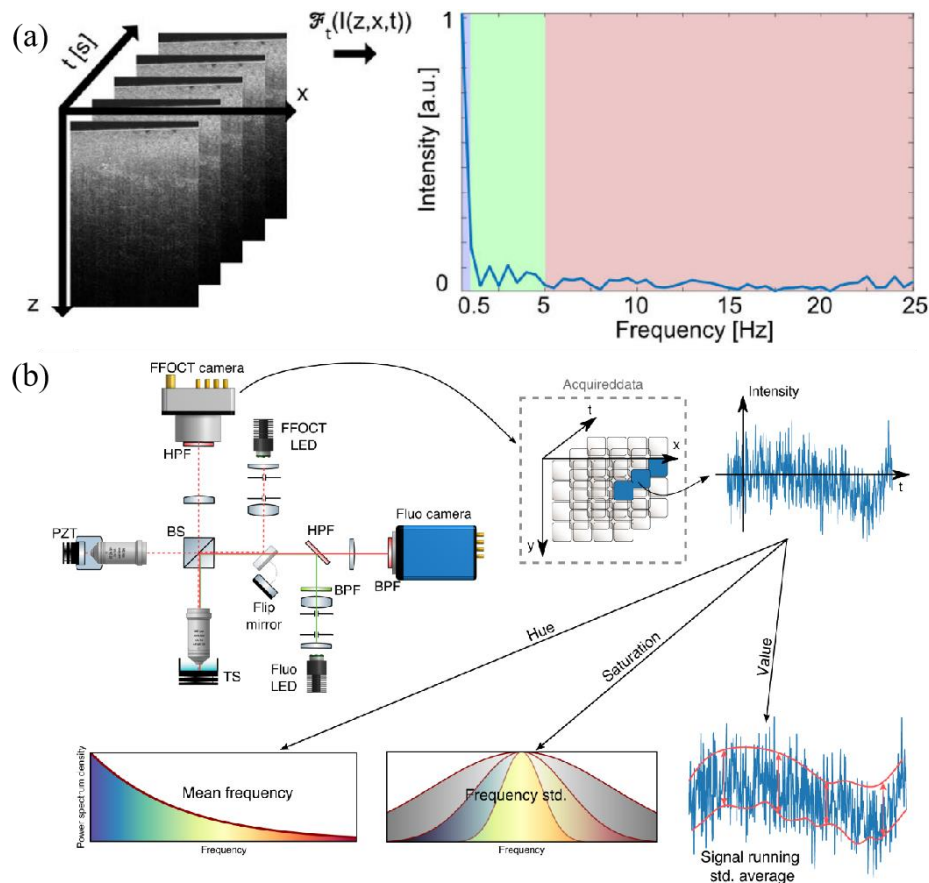 (a)
t [s]
x
z
ℱt(I(z,x,t))
Intensity [a.u.]
1
0
0.5
5
10
15
20
25
Frequency [Hz]
(b)
FFOCT camera
HPF
FFOCT
LED
PZT
BS
HPF
Fluo camera
BPF
BPF
Flip
mirror
TS
Fluo
LED
Acquireddata
t
x
y
Intensity
t
Hue
Saturation
Value
Power spectrum density
Mean frequency
Frequency
Frequency std.
Frequency
Signal running
std. average